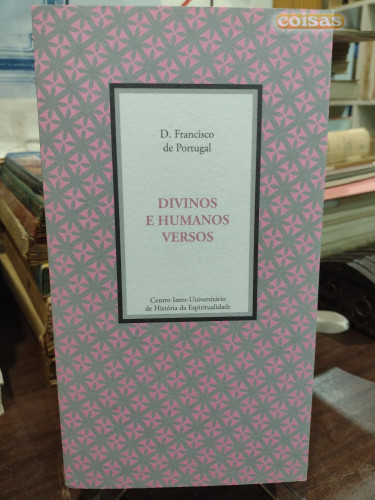 coisas
D. Francisco
de Portugal
DIVINOS
E HUMANOS
VERSOS
Centro Inter-Universitário
de História da Espiritualidade